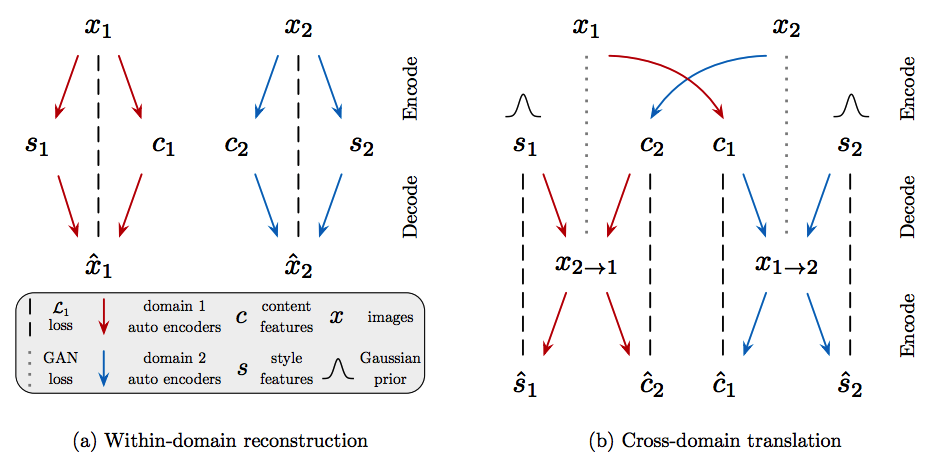 x₁ x₂
Encode
s₁ c₁ c₂ s₂
Decode
x̂₁ x̂₂
ℒ₁ loss
domain 1 auto encoders
c content features
x images
GAN loss
domain 2 auto encoders
s style features
Gaussian prior
(a) Within-domain reconstruction
x₁ x₂
Encode
s₁ c₂ c₁ s₂
Decode
x₂→₁ x₁→₂
Encode
ŝ₁ ĉ₂ ĉ₁ ŝ₂
(b) Cross-domain translation